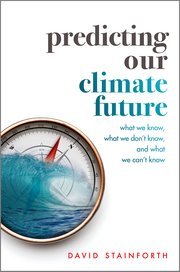 predicting
our
climate
future
what we know,
what we don't know,
and what
we can't know
DAVID STAINFORTH